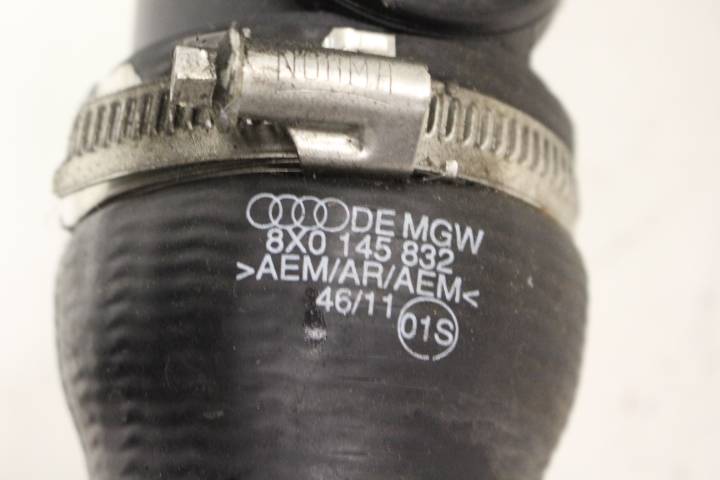 NORMA
DE MGW
8X0 145 832
>AEM/AR/AEM<
46/11 01S